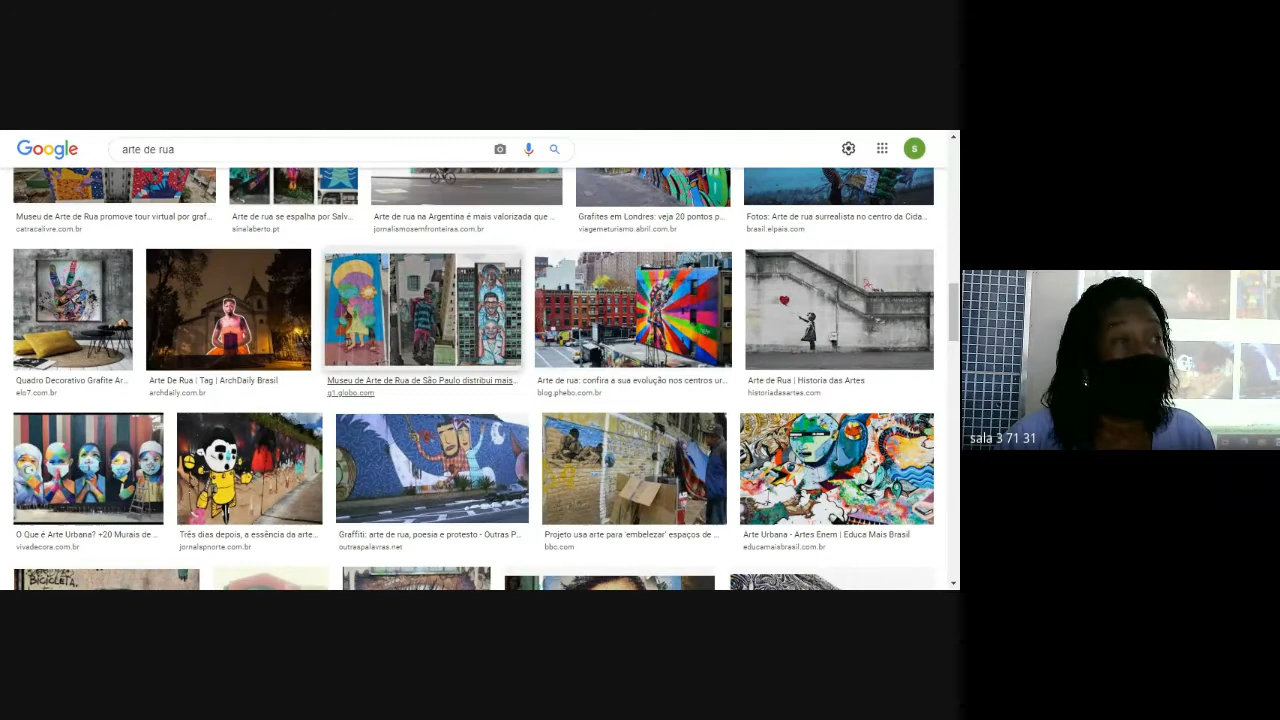 Google
arte de rua
s
Museu de Arte de Rua promove tour virtual por graf...
catracalivre.com.br
Arte de rua se espalha por Salv...
sinalaberto.pt
Arte de rua na Argentina é mais valorizada que ...
jornalismosemfronteiras.com.br
Grafites em Londres: veja 20 pontos p...
viagemeturismo.abril.com.br
Fotos: Arte de rua surrealista no centro da Cida...
brasil.elpais.com
Quadro Decorativo Grafite Ar...
elo7.com.br
Arte De Rua | Tag | ArchDaily Brasil
archdaily.com.br
Museu de Arte de Rua de São Paulo distribui mais...
g1.globo.com
Arte de rua: confira a sua evolução nos centros ur...
blog.phebo.com.br
Arte de Rua | Historia das Artes
historiadasartes.com
sala 3 71 31
O Que é Arte Urbana? +20 Murais de ...
vivadecora.com.br
Três dias depois, a essência da arte...
jornalspnorte.com.br
Graffiti: arte de rua, poesia e protesto - Outras P...
outraspalavras.net
Projeto usa arte para 'embelezar' espaços de ...
bbc.com
Arte Urbana - Artes Enem | Educa Mais Brasil
educamaisbrasil.com.br
BICICLETA.